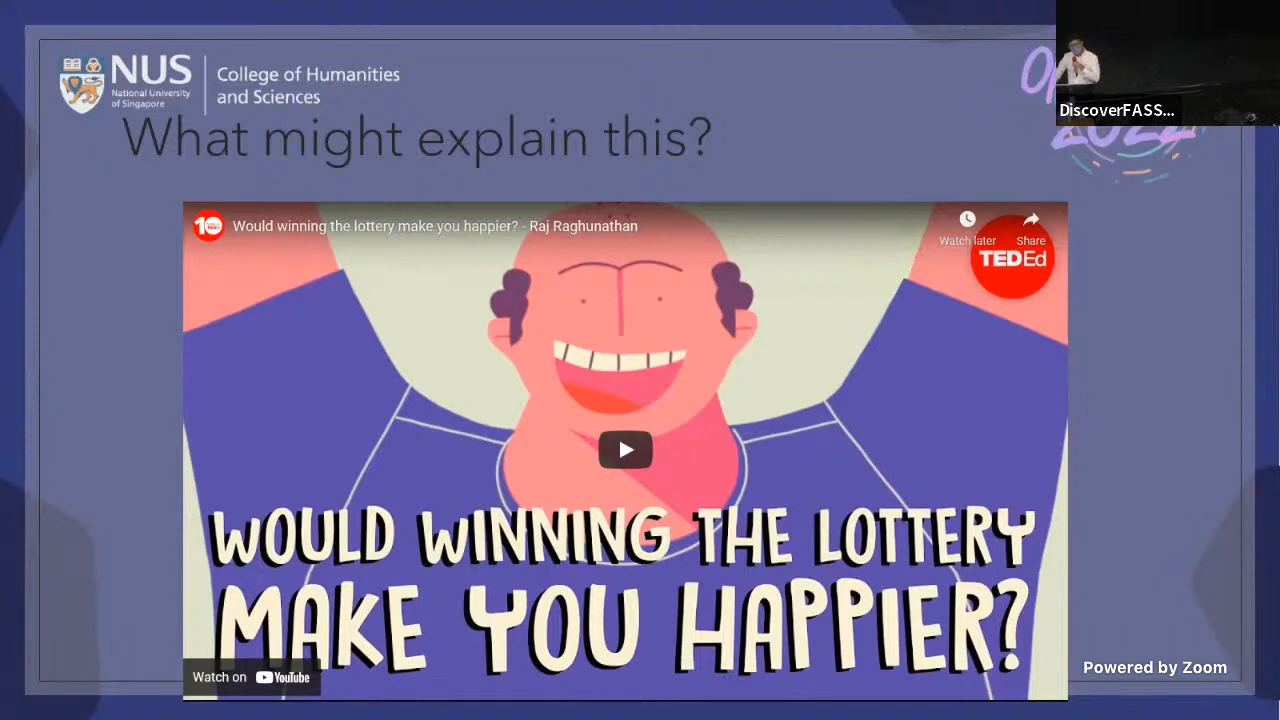 NUS
National University
of Singapore
College of Humanities
and Sciences
DiscoverFASS...
2022
What might explain this?
10
Would winning the lottery make you happier? - Raj Raghunathan
Watch later
Share
TEDEd
WOULD WINNING THE LOTTERY
MAKE YOU HAPPIER?
Watch on YouTube
Powered by Zoom